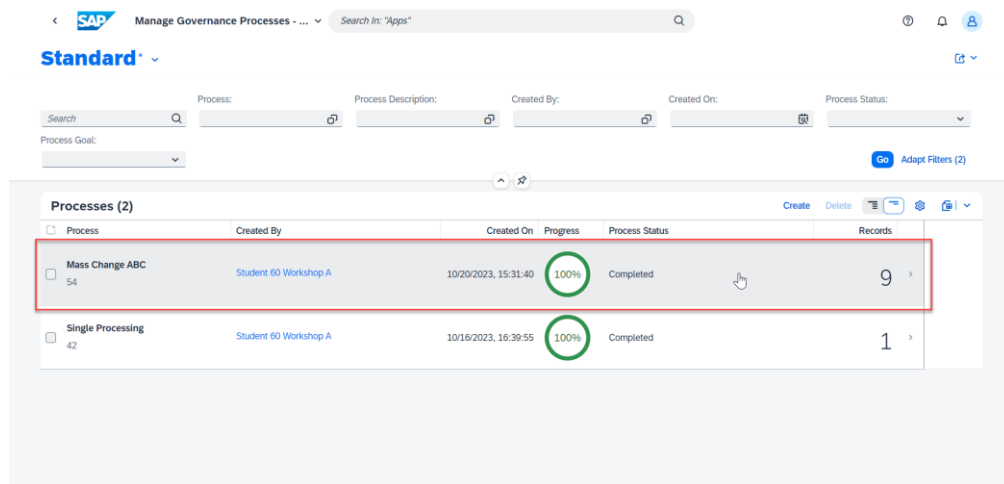 SAP Manage Governance Processes - ... Search In: "Apps"
Standard*
Process: Process Description: Created By: Created On: Process Status:
Search
Process Goal:
Go Adapt Filters (2)
Processes (2) Create Delete
Process Created By Created On Progress Process Status Records
Mass Change ABC
54
Student 60 Workshop A 10/20/2023, 15:31:40 100% Completed 9
Single Processing
42
Student 60 Workshop A 10/16/2023, 16:39:55 100% Completed 1